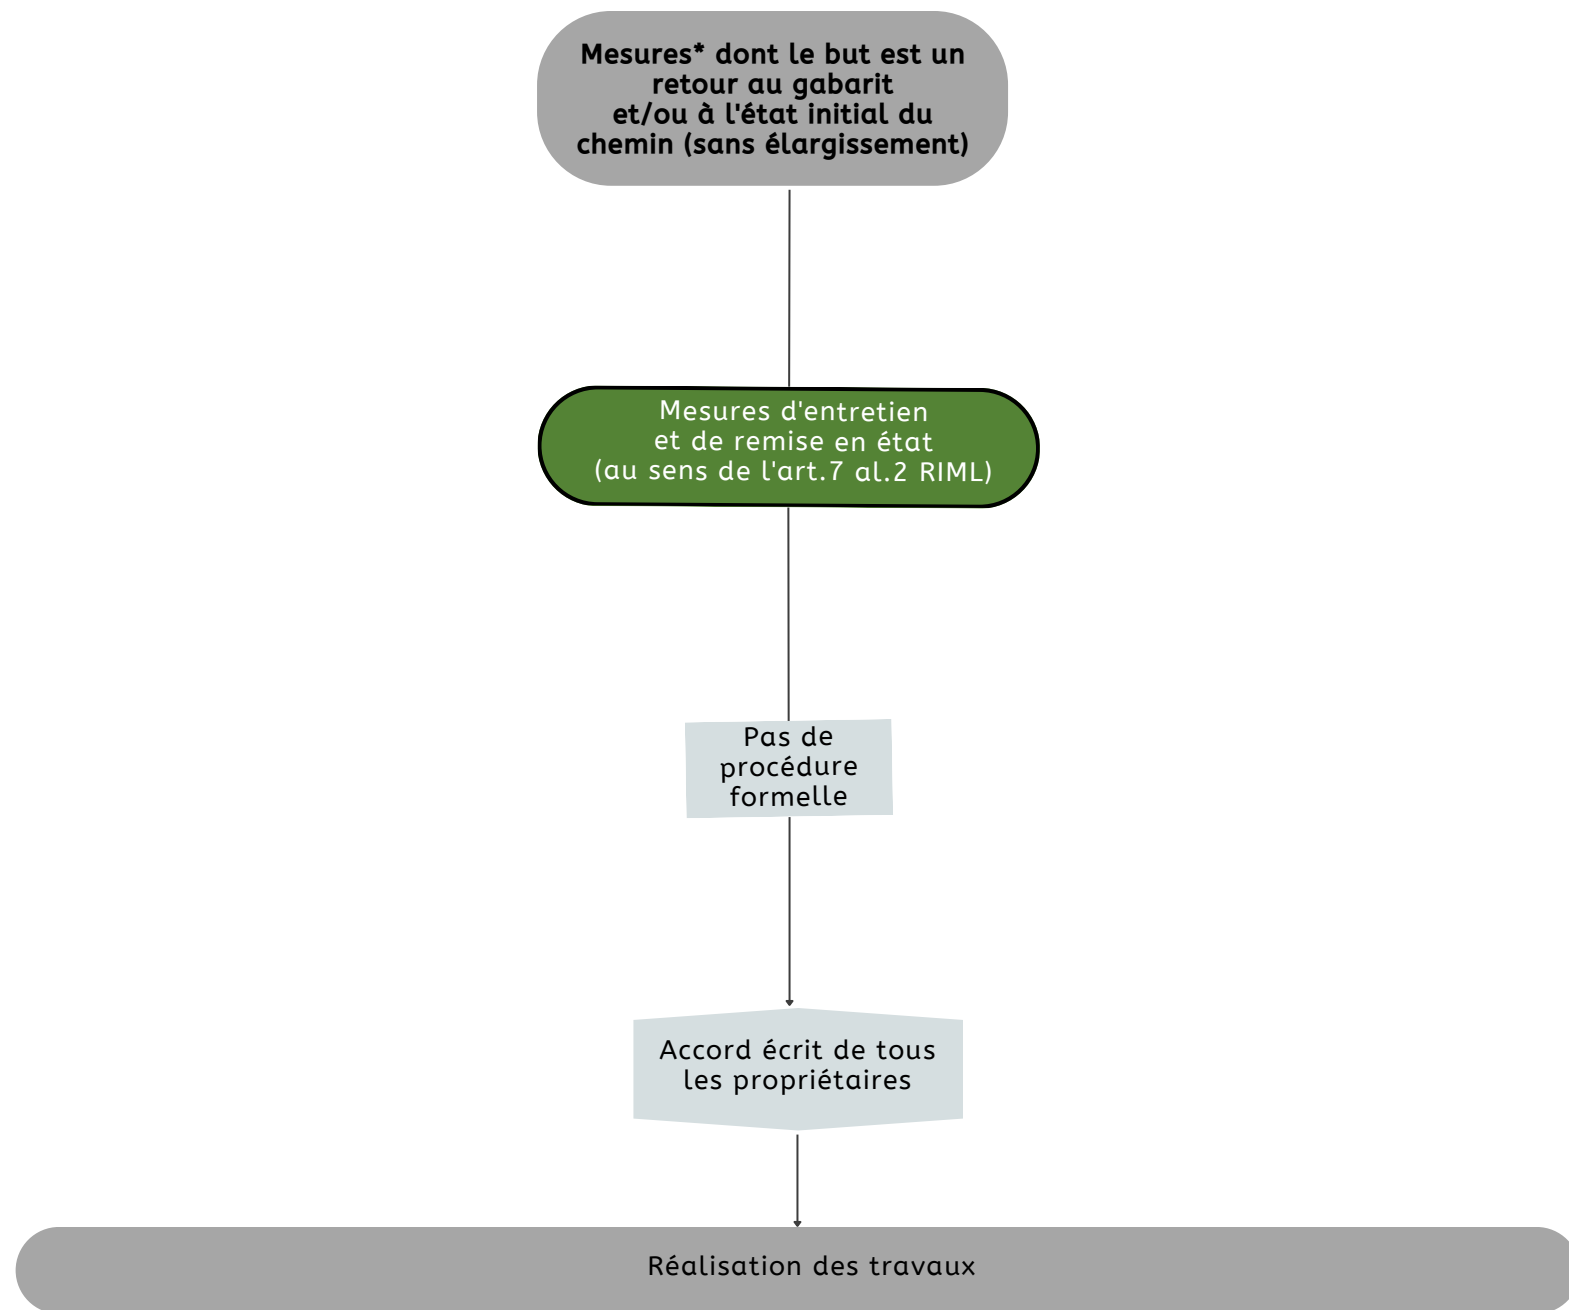 Mesures* dont le but est un
retour au gabarit
et/ou à l'état initial du
chemin (sans élargissement)
Mesures d'entretien
et de remise en état
(au sens de l'art.7 al.2 RIML)
Pas de
procédure
formelle
Accord écrit de tous
les propriétaires
Réalisation des travaux